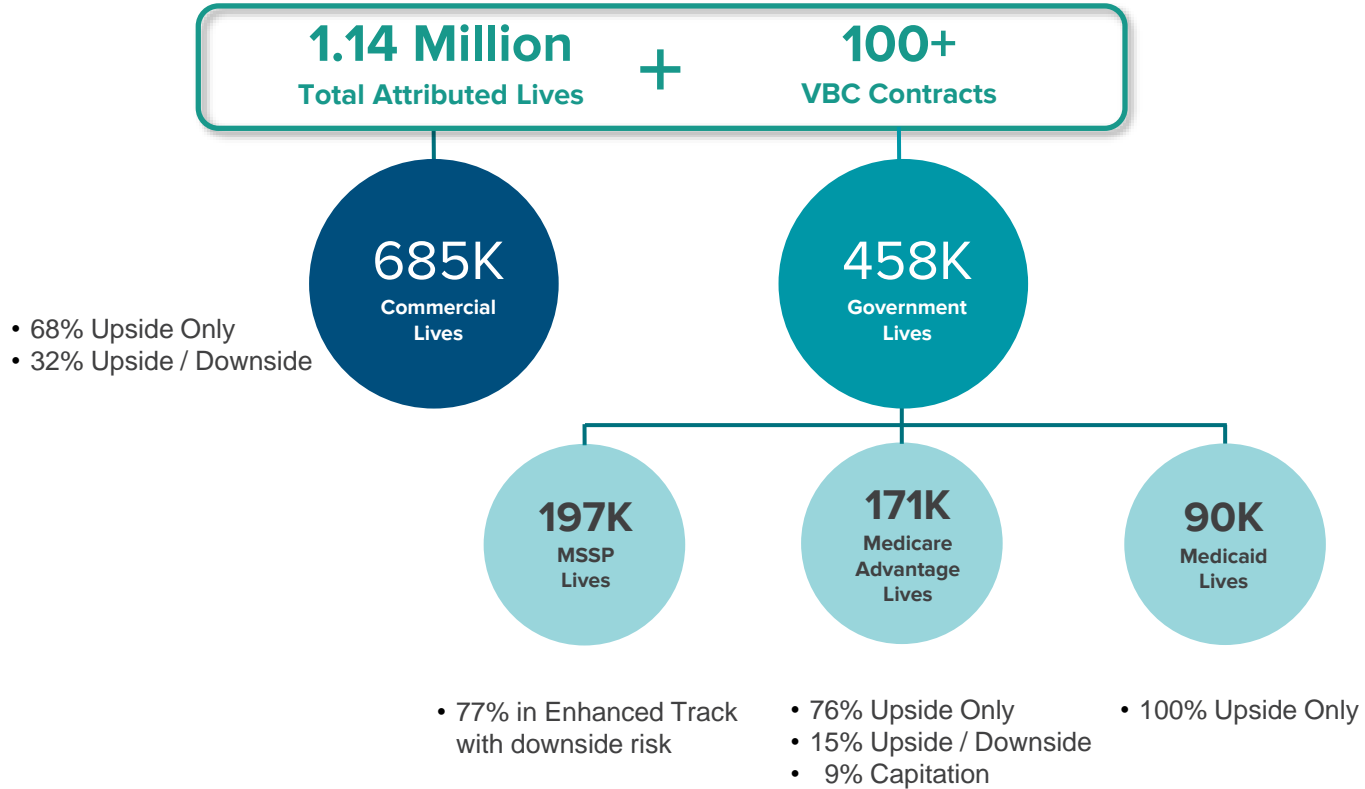 1.14 Million
Total Attributed Lives
+
100+
VBC Contracts
685K
Commercial
Lives
• 68% Upside Only
• 32% Upside / Downside
458K
Government
Lives
197K
MSSP
Lives
171K
Medicare
Advantage
Lives
90K
Medicaid
Lives
• 77% in Enhanced Track
with downside risk
• 76% Upside Only
• 15% Upside / Downside
• 9% Capitation
• 100% Upside Only